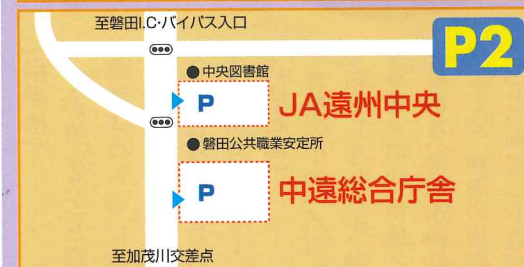 至磐田I.C・バイパス入口
P2
●中央図書館
P
JA遠州中央
●磐田公共職業安定所
P
中遠総合庁舎
至加茂川交差点